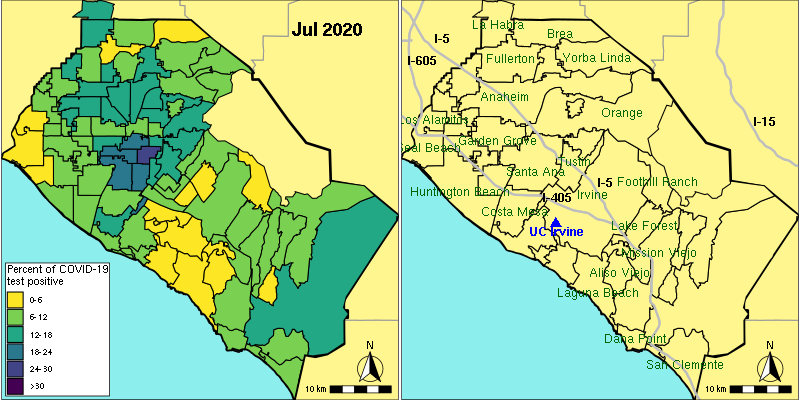 Jul 2020
Percent of COVID-19
test positive
0-6
6-12
12-18
18-24
24-30
>30
N
10 km
La Habra
Brea
I-5
I-605
Fullerton
Yorba Linda
Anaheim
Orange
I-15
Los Alamitos
Garden Grove
Seal Beach
Tustin
Santa Ana
I-5
Foothill Ranch
Huntington Beach
I-405
Irvine
Costa Mesa
UC Irvine
Lake Forest
Mission Viejo
Aliso Viejo
Laguna Beach
Dana Point
San Clemente
N
10 km